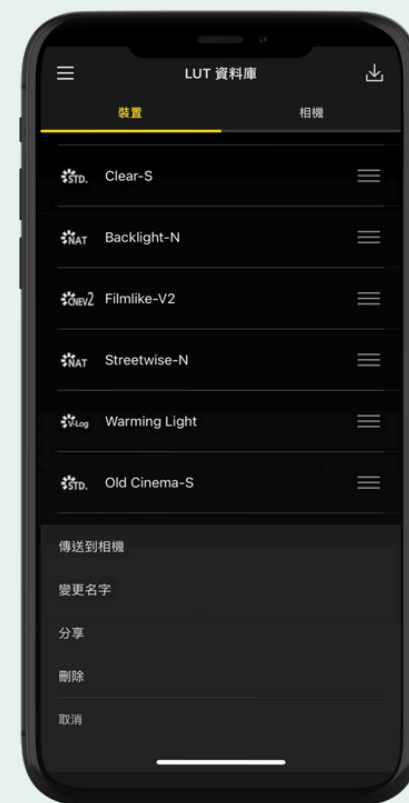 LUT 資料庫
裝置 相機
STD. Clear-S
NAT Backlight-N
CNEV2 Filmlike-V2
NAT Streetwise-N
V-Log Warming Light
STD. Old Cinema-S
傳送到相機
變更名字
分享
刪除
取消